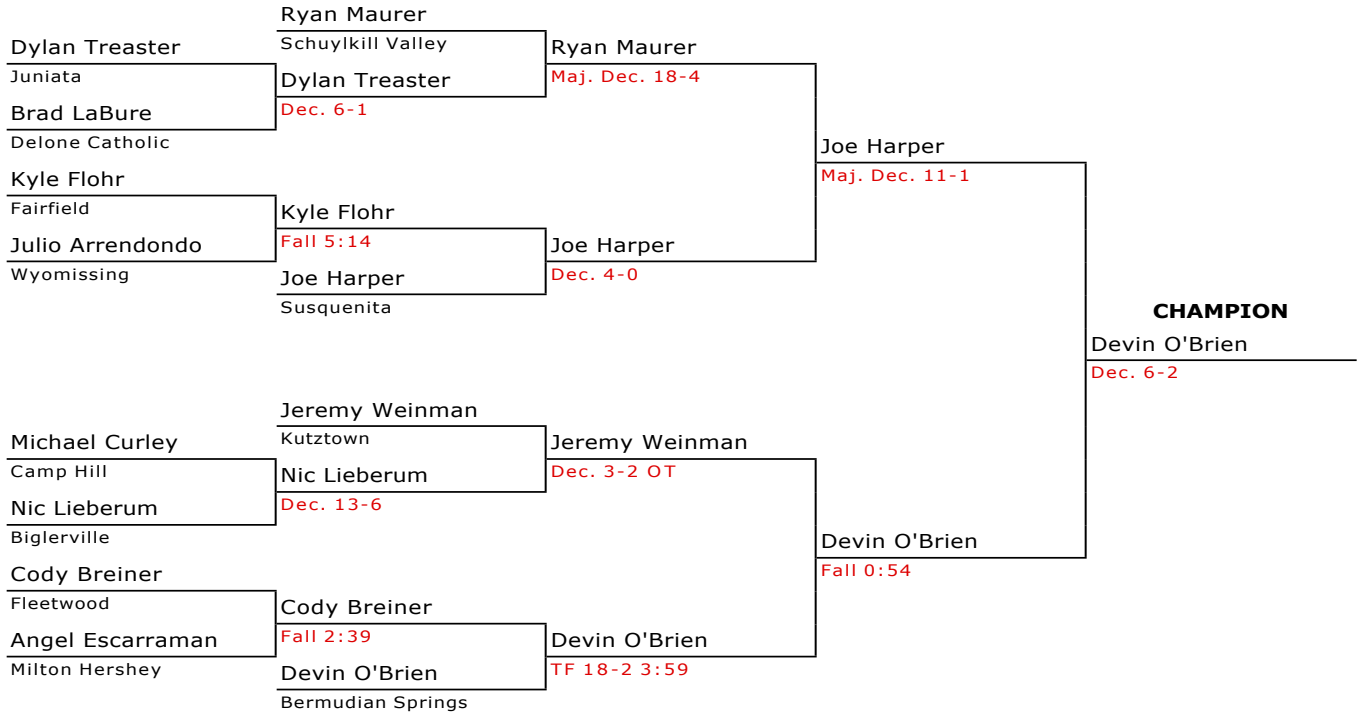 Ryan Maurer
Schuylkill Valley
Dylan Treaster
Juniata
Brad LaBure
Delone Catholic
Dylan Treaster
Dec. 6-1
Ryan Maurer
Maj. Dec. 18-4
Kyle Flohr
Fairfield
Julio Arrendondo
Wyomissing
Kyle Flohr
Fall 5:14
Joe Harper
Susquenita
Joe Harper
Dec. 4-0
Joe Harper
Maj. Dec. 11-1
CHAMPION
Devin O'Brien
Dec. 6-2
Jeremy Weinman
Kutztown
Michael Curley
Camp Hill
Nic Lieberum
Biglerville
Nic Lieberum
Dec. 13-6
Jeremy Weinman
Dec. 3-2 OT
Cody Breiner
Fleetwood
Angel Escarraman
Milton Hershey
Cody Breiner
Fall 2:39
Devin O'Brien
Bermudian Springs
Devin O'Brien
TF 18-2 3:59
Devin O'Brien
Fall 0:54